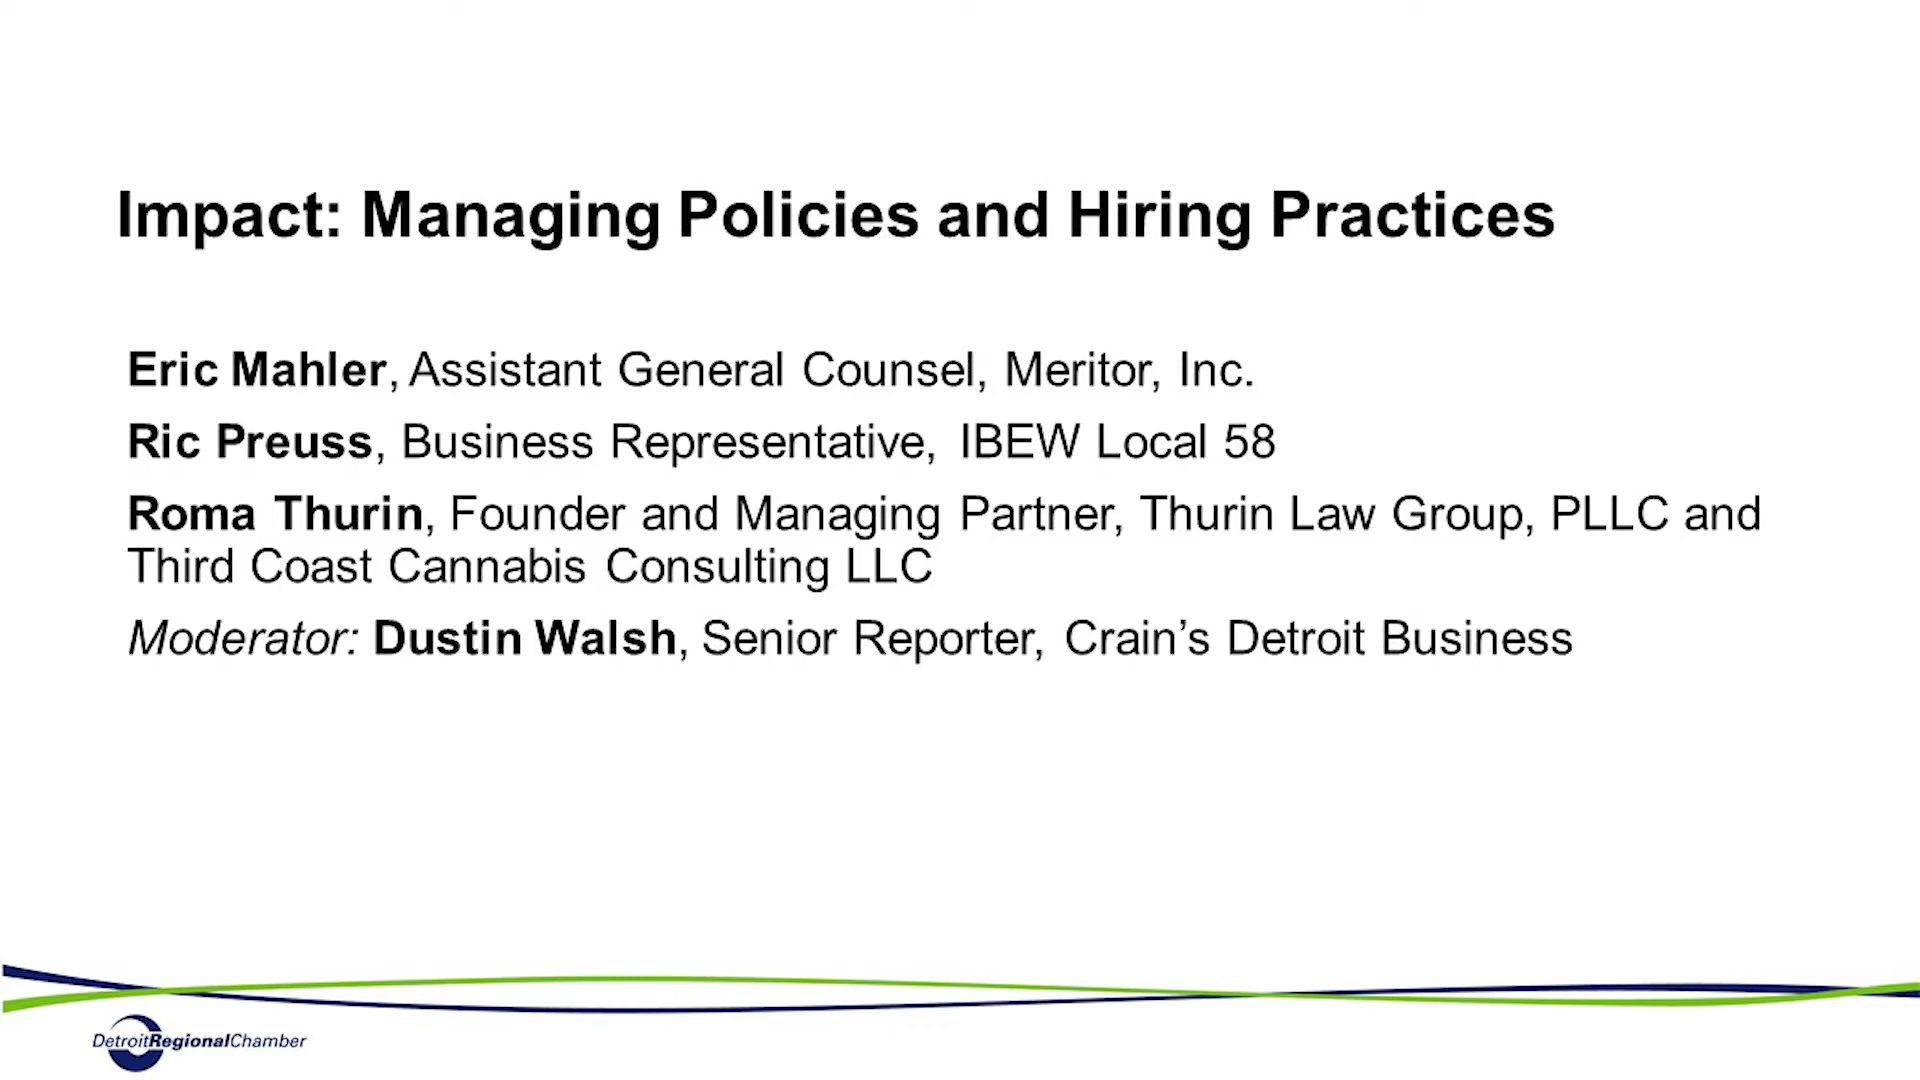 Impact: Managing Policies and Hiring Practices
Eric Mahler, Assistant General Counsel, Meritor, Inc.
Ric Preuss, Business Representative, IBEW Local 58
Roma Thurin, Founder and Managing Partner, Thurin Law Group, PLLC and
Third Coast Cannabis Consulting LLC
Moderator: Dustin Walsh, Senior Reporter, Crain’s Detroit Business
DetroitRegionalChamber